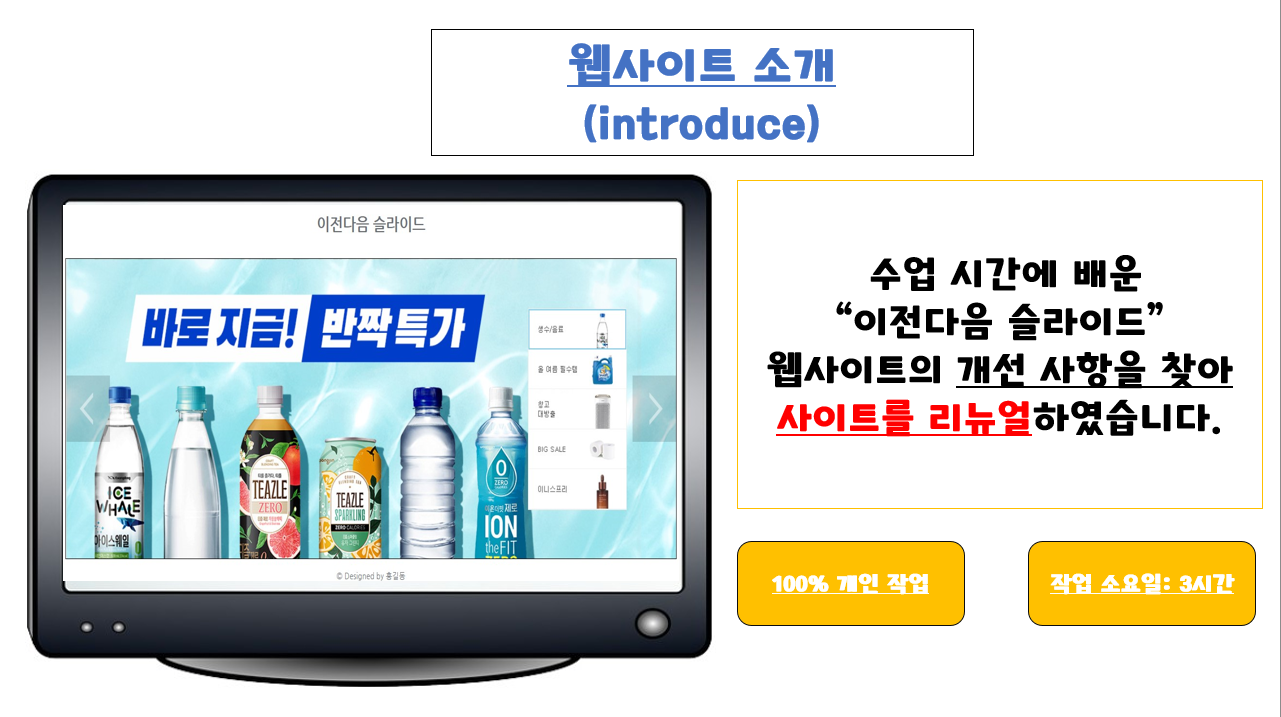 웹사이트 소개
(introduce)
이전다음 슬라이드
바로 지금! 반짝 특가
생수/음료
올 여름 필수템
창고
대방출
BIG SALE
이니스프리
ICE
WHALE
아이스웨일
TEAZLE
ZERO
TEAZLE
SPARKLING
ZERO CALORIES
0
ZERO
제로
ION
the FIT
ZERO
© Designed by 홍길동
수업 시간에 배운
“이전다음 슬라이드”
웹사이트의 개선 사항을 찾아
사이트를 리뉴얼하였습니다.
100% 개인 작업
작업 소요일: 3시간